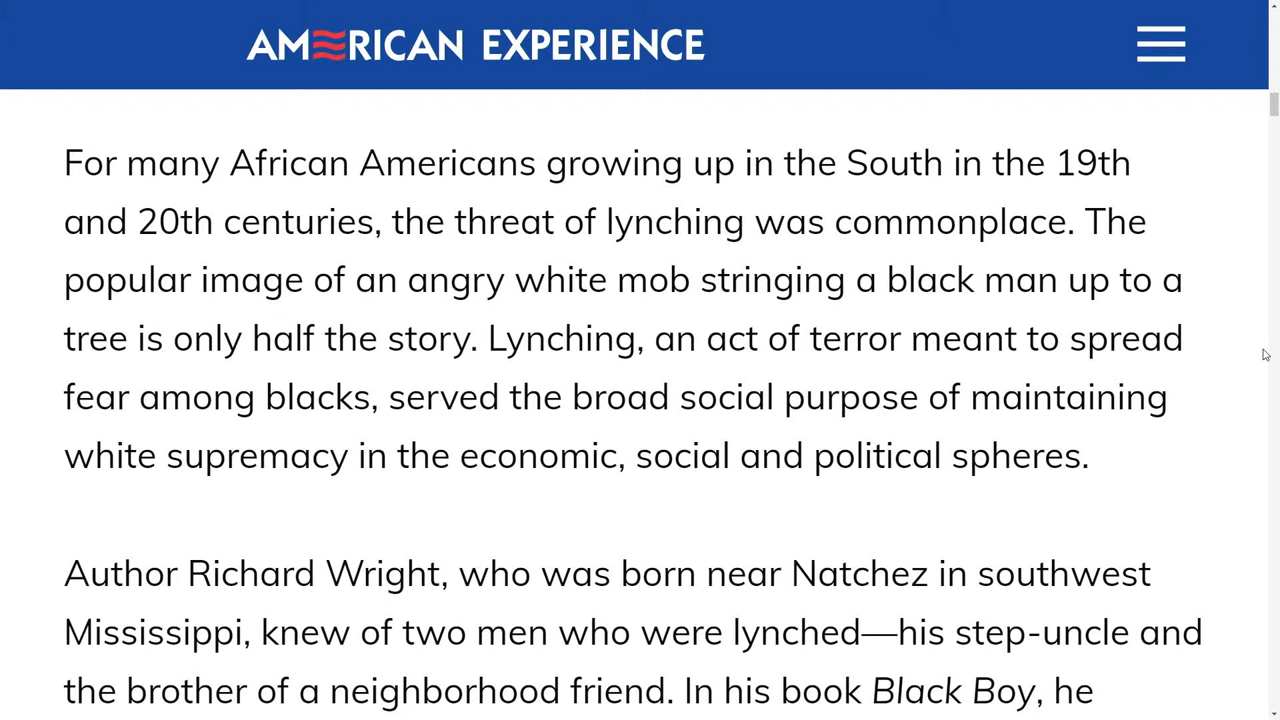 AMERICAN EXPERIENCE
For many African Americans growing up in the South in the 19th
and 20th centuries, the threat of lynching was commonplace. The
popular image of an angry white mob stringing a black man up to a
tree is only half the story. Lynching, an act of terror meant to spread
fear among blacks, served the broad social purpose of maintaining
white supremacy in the economic, social and political spheres.
Author Richard Wright, who was born near Natchez in southwest
Mississippi, knew of two men who were lynched—his step-uncle and
the brother of a neighborhood friend. In his book Black Boy, he